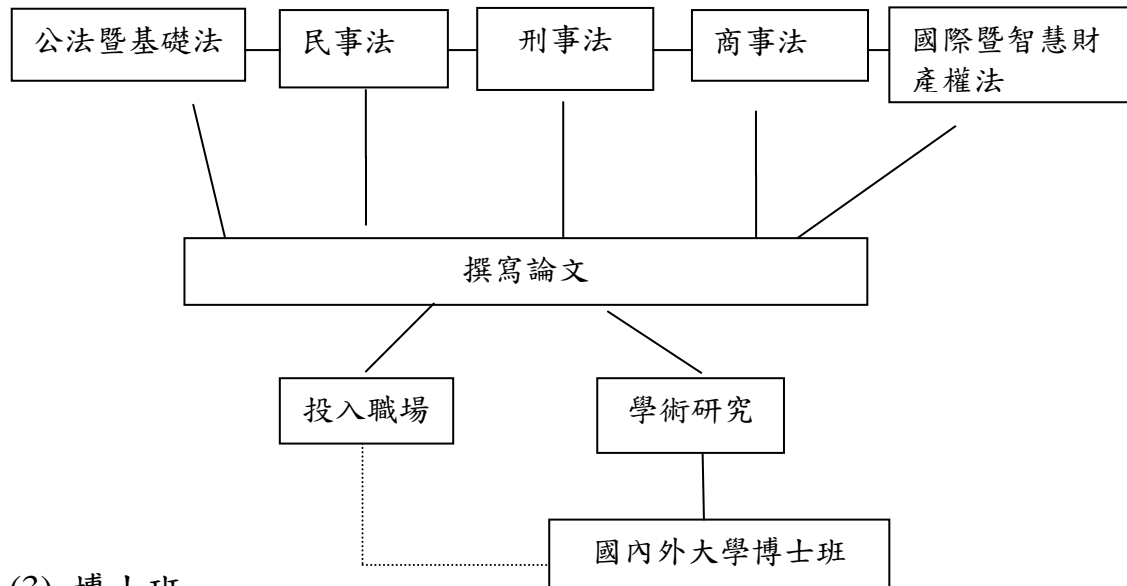 公法暨基礎法
民事法
刑事法
商事法
國際暨智慧財
產權法
撰寫論文
投入職場
學術研究
國內外大學博士班
(3) 博士班